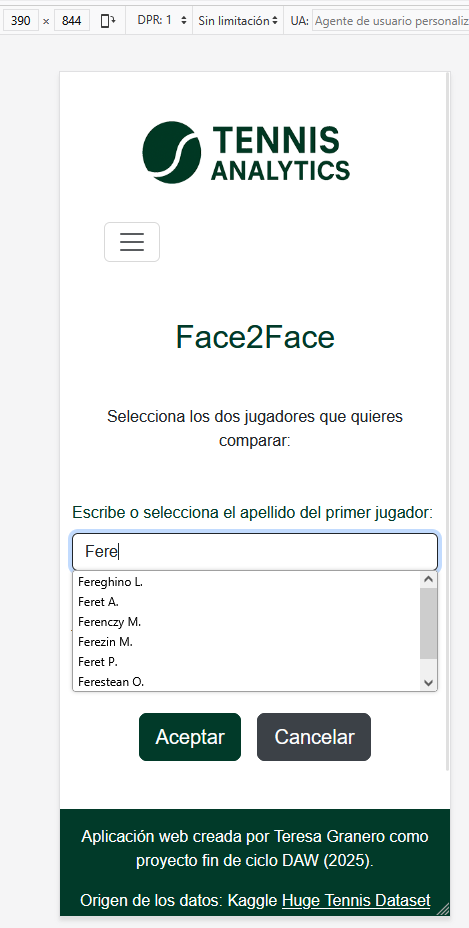 390 × 844 DPR: 1 Sin limitación UA: Agente de usuario personaliz
TENNIS
ANALYTICS
Face2Face
Selecciona los dos jugadores que quieres
comparar:
Escribe o selecciona el apellido del primer jugador:
Fere
Fereghino L.
Feret A.
Ferenczy M.
Ferezin M.
Feret P.
Ferestean O.
Aceptar Cancelar
Aplicación web creada por Teresa Granero como
proyecto fin de ciclo DAW (2025).
Origen de los datos: Kaggle Huge Tennis Dataset